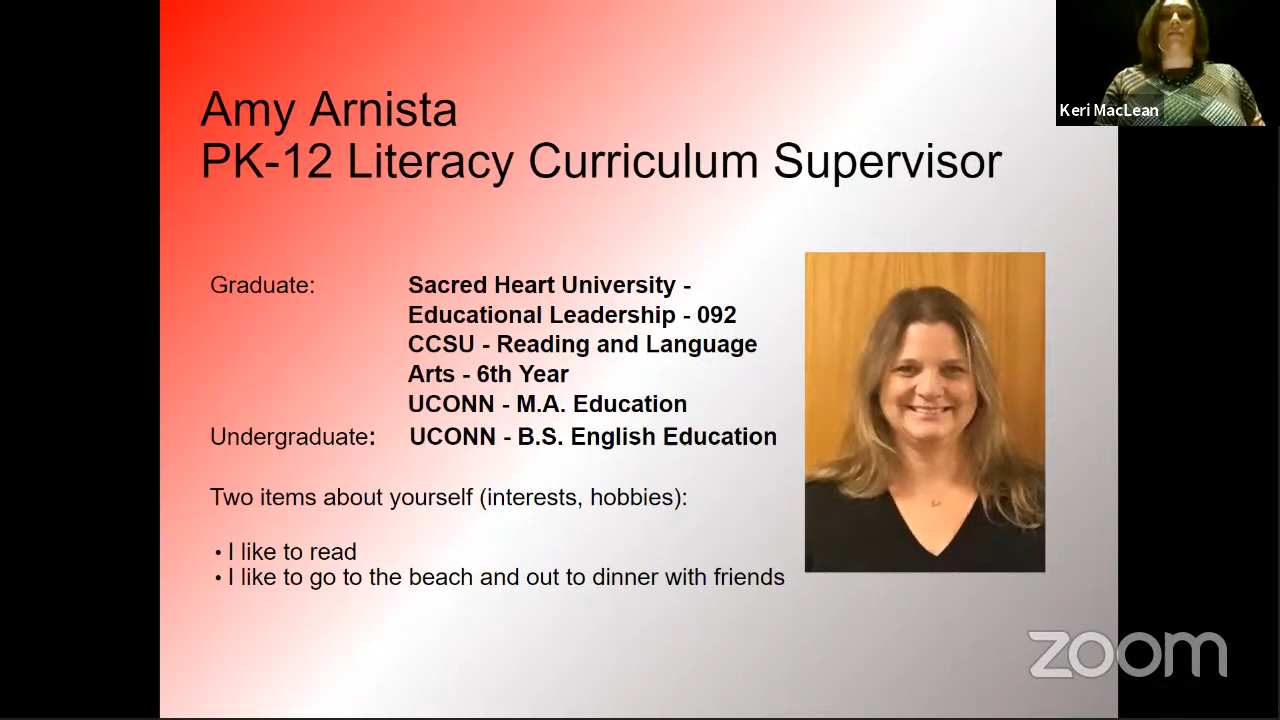 Amy Arnista
PK-12 Literacy Curriculum Supervisor
Keri MacLean
Graduate: Sacred Heart University -
Educational Leadership - 092
CCSU - Reading and Language
Arts - 6th Year
UCONN - M.A. Education
Undergraduate: UCONN - B.S. English Education
Two items about yourself (interests, hobbies):
• I like to read
• I like to go to the beach and out to dinner with friends
zoom